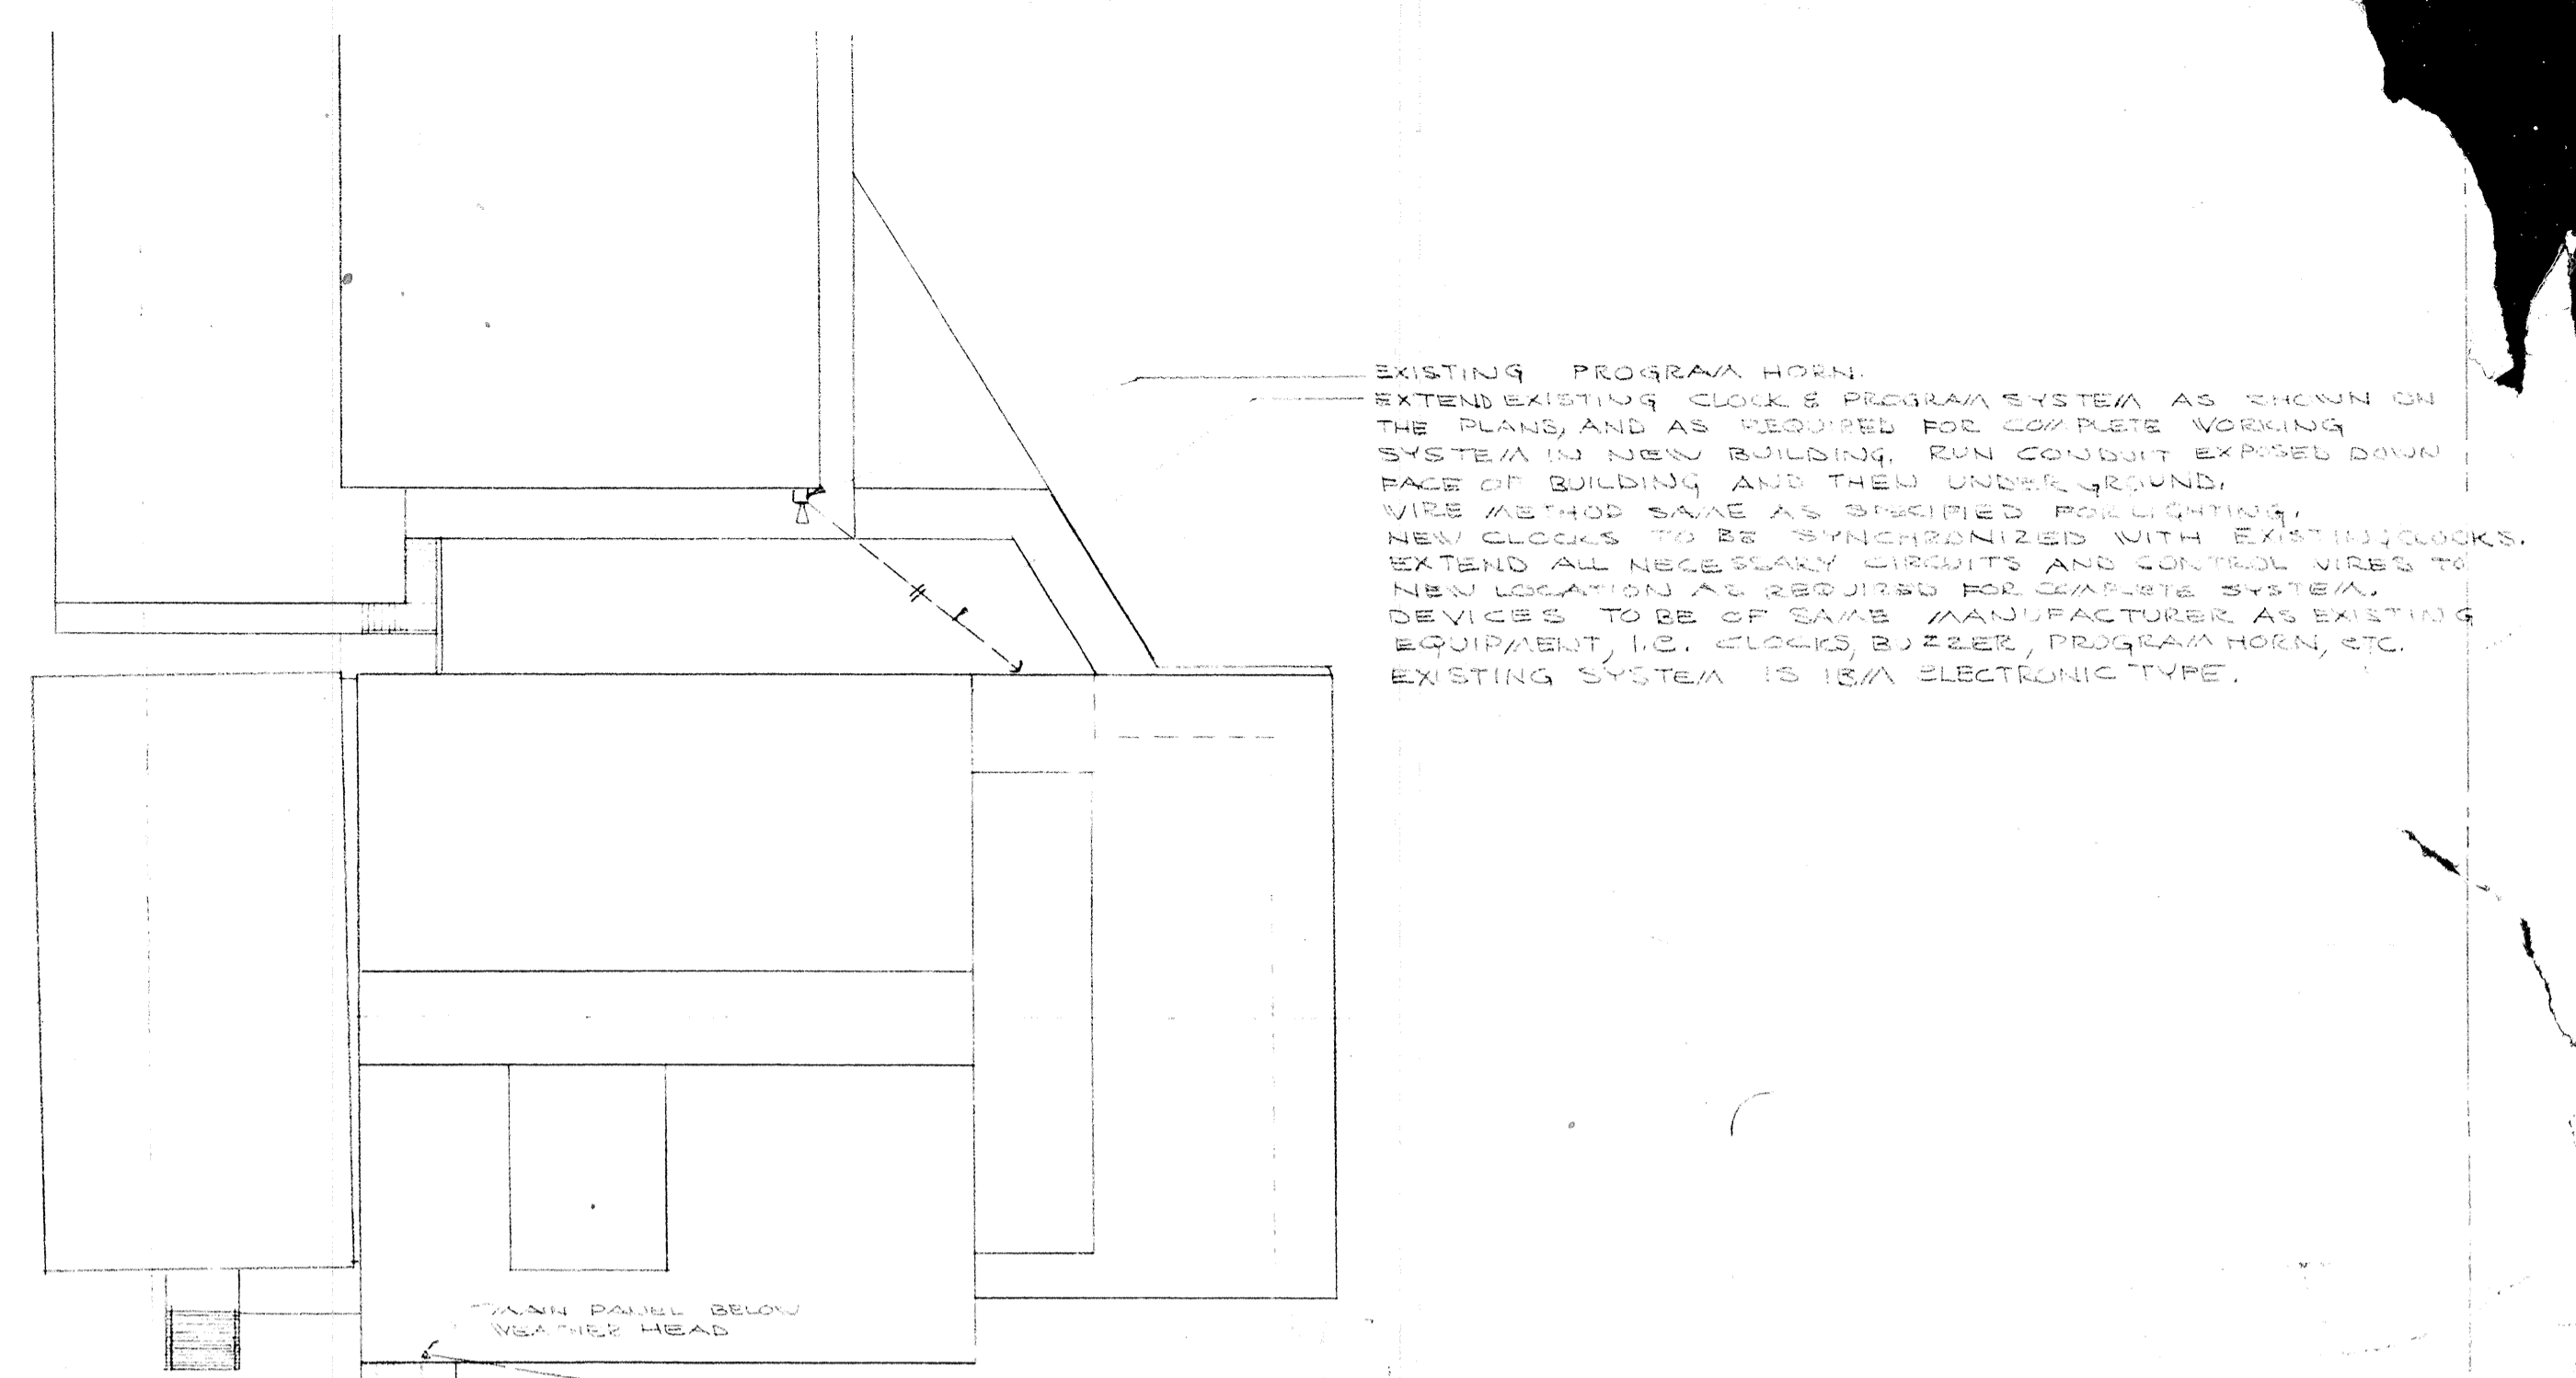 EXISTING PROGRAM HORN.
EXTEND EXISTING CLOCK & PROGRAM SYSTEM AS SHOWN ON
THE PLANS, AND AS REQUIRED FOR COMPLETE WORKING
SYSTEM IN NEW BUILDING. RUN CONDUIT EXPOSED DOWN
FACE OF BUILDING AND THEN UNDERGROUND.
WIRE METHOD SAME AS SPECIFIED FOR LIGHTING.
NEW CLOCKS TO BE SYNCHRONIZED WITH EXISTING CLOCKS.
EXTEND ALL NECESSARY CIRCUITS AND CONTROL WIRES TO
NEW LOCATION AS REQUIRED FOR COMPLETE SYSTEM.
DEVICES TO BE OF SAME MANUFACTURER AS EXISTING
EQUIPMENT, I.E. CLOCKS, BUZZER, PROGRAM HORN, ETC.
EXISTING SYSTEM IS IBM ELECTRONIC TYPE.
MAIN PANEL BELOW
WEATHER HEAD